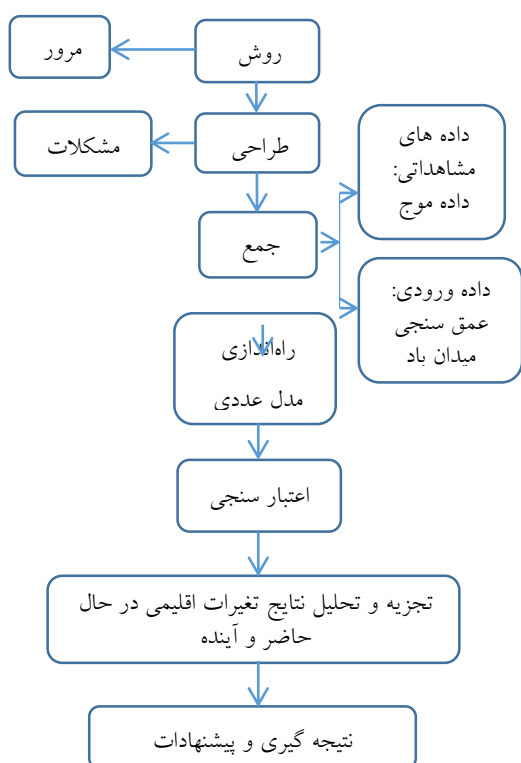 روش
مرور
طراحی
مشکلات
جمع
داده های
مشاهداتی:
داده موج
داده ورودی:
عمق سنجی
میدان باد
راه‌اندازی
مدل عددی
اعتبار سنجی
تجزیه و تحلیل نتایج تغیرات اقلیمی در حال
حاضر و آینده
نتیجه گیری و پیشنهادات